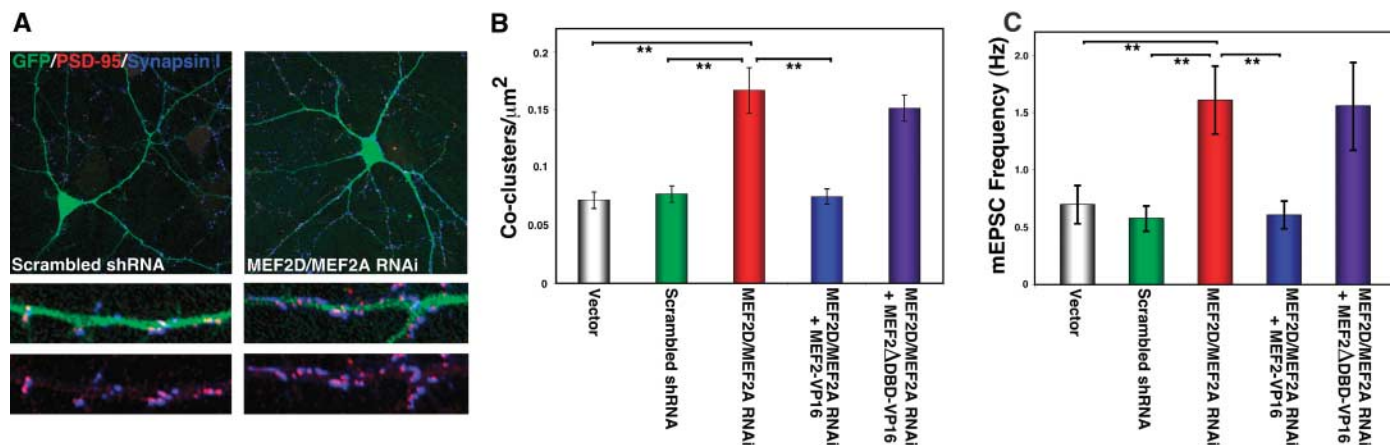 A
GFP/PSD-95/Synapsin I
Scrambled shRNA
MEF2D/MEF2A RNAi
B
Co-clusters/μm²
0.2
0.15
0.1
0.05
0
**
**
**
Vector
Scrambled shRNA
MEF2D/MEF2A RNAi
MEF2D/MEF2A RNAi
+ MEF2-VP16
MEF2D/MEF2A RNAi
+ MEF2ΔDBD-VP16
C
mEPSC Frequency (Hz)
2.0
1.5
1.0
0.5
0
**
**
**
Vector
Scrambled shRNA
MEF2D/MEF2A RNAi
MEF2D/MEF2A RNAi
+ MEF2-VP16
MEF2D/MEF2A RNAi
+ MEF2ΔDBD-VP16